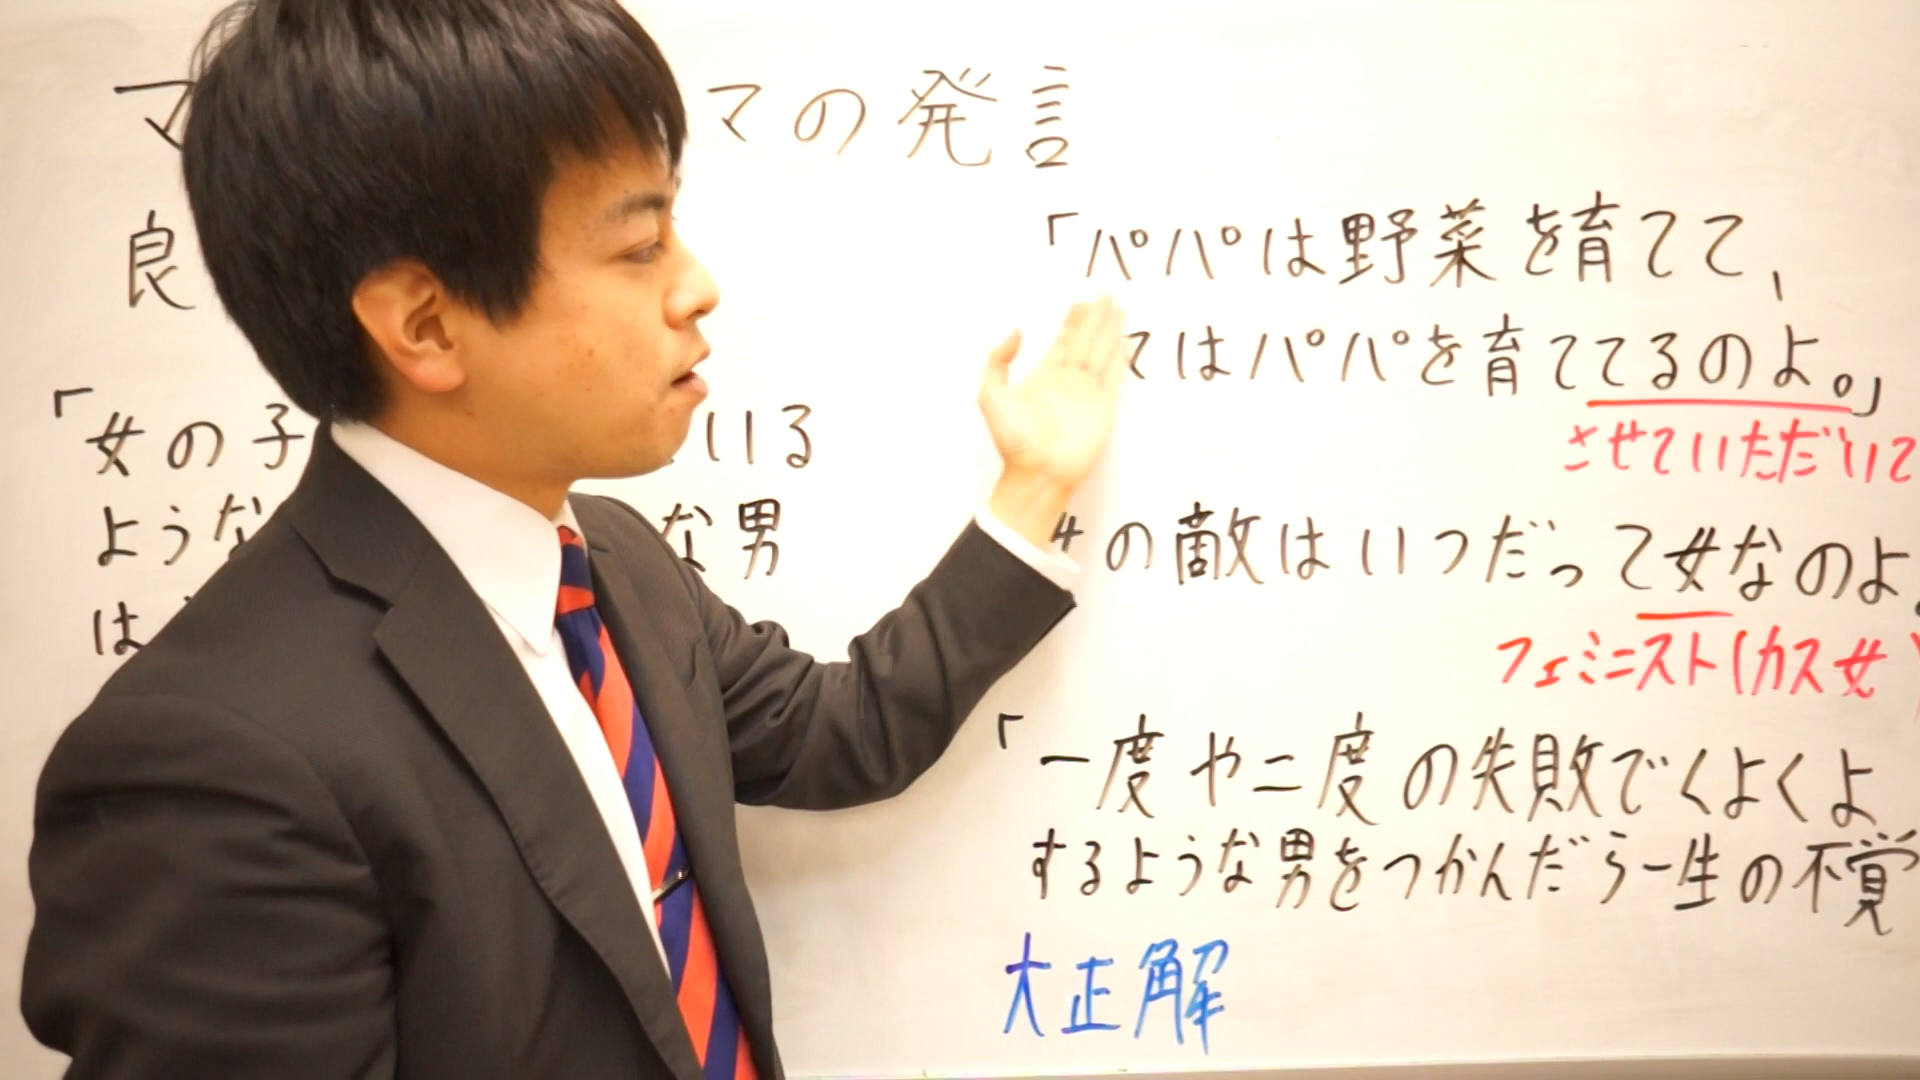 マ マの発言
良
「女の子 いる
ような な男
は
「パパは野菜を育てて、
てはパパを育ててるのよ。」
させていただいて
の敵はいつだって女なのよ。
フェミニスト(カス女)
「一度や二度の失敗でくよくよ
するような男をつかんだら一生の不覚
大正解